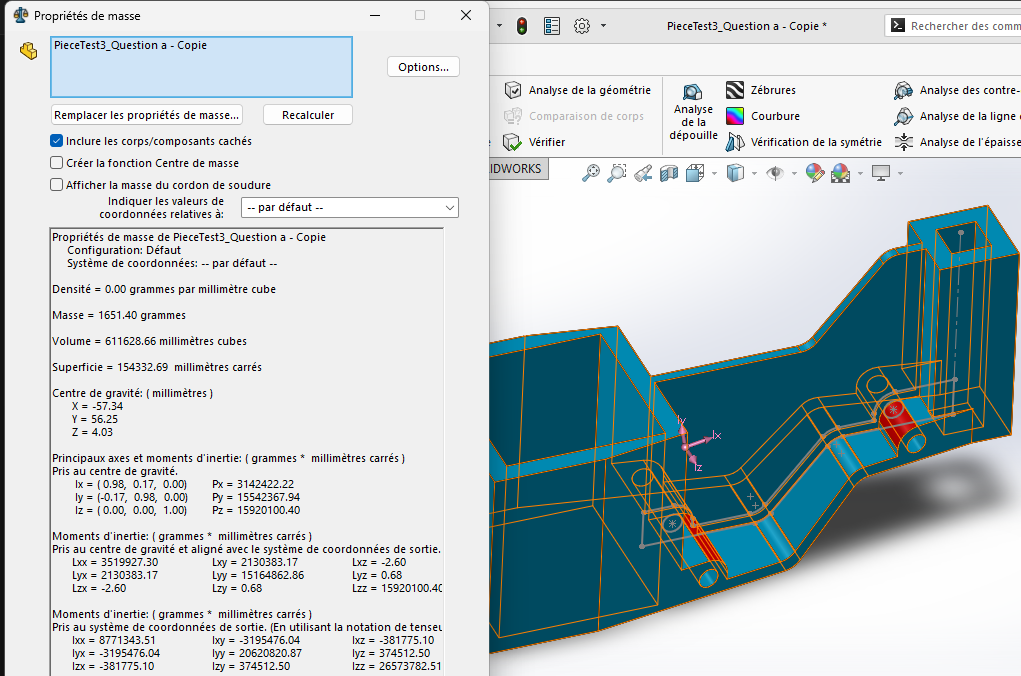 Propriétés de masse
PieceTest3_Question a - Copie
Options...
Remplacer les propriétés de masse...
Recalculer
Inclure les corps/composants cachés
Créer la fonction Centre de masse
Afficher la masse du cordon de soudure
Indiquer les valeurs de
coordonnées relatives à:
-- par défaut --
Propriétés de masse de PieceTest3_Question a - Copie
Configuration: Défaut
Système de coordonnées: -- par défaut --
Densité = 0.00 grammes par millimètre cube
Masse = 1651.40 grammes
Volume = 611628.66 millimètres cubes
Superficie = 154332.69 millimètres carrés
Centre de gravité: ( millimètres )
X = -57.34
Y = 56.25
Z = 4.03
Principaux axes et moments d'inertie: ( grammes * millimètres carrés )
Pris au centre de gravité.
Ix = ( 0.98, 0.17, 0.00) Px = 3142422.22
Iy = (-0.17, 0.98, 0.00) Py = 15542367.94
Iz = ( 0.00, 0.00, 1.00) Pz = 15920100.40
Moments d'inertie: ( grammes * millimètres carrés )
Pris au centre de gravité et aligné avec le système de coordonnées de sortie.
Lxx = 3519927.30 Lxy = 2130383.17 Lxz = -2.60
Lyx = 2130383.17 Lyy = 15164862.86 Lyz = 0.68
Lzx = -2.60 Lzy = 0.68 Lzz = 15920100.40
Moments d'inertie: ( grammes * millimètres carrés )
Pris au système de coordonnées de sortie. (En utilisant la notation de tenseu
Ixx = 8771343.51 Ixy = -3195476.04 Ixz = -381775.10
Iyx = -3195476.04 Iyy = 20620820.87 Iyz = 374512.50
Izx = -381775.10 Izy = 374512.50 Izz = 26573782.51
PieceTest3_Question a - Copie *
Rechercher des comm
Analyse de la géométrie
Comparaison de corps
Vérifier
Analyse
de la
dépouille
Zébrures
Courbure
Vérification de la symétrie
Analyse des contre-
Analyse de la ligne
Analyse de l'épaisse
IDWORKS
Iy
Ix
Iz